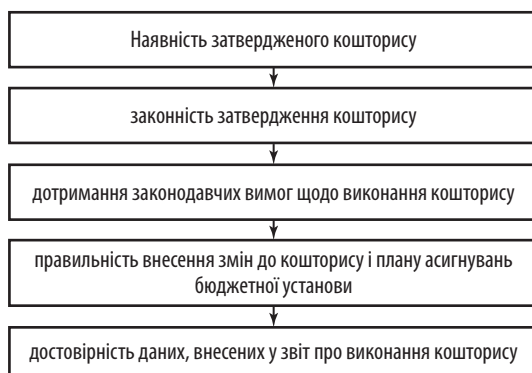 Наявність затвердженого кошторису
законність затвердження кошторису
дотримання законодавчих вимог щодо виконання кошторису
правильність внесення змін до кошторису і плану асигнувань
бюджетної установи
достовірність даних, внесених у звіт про виконання кошторису